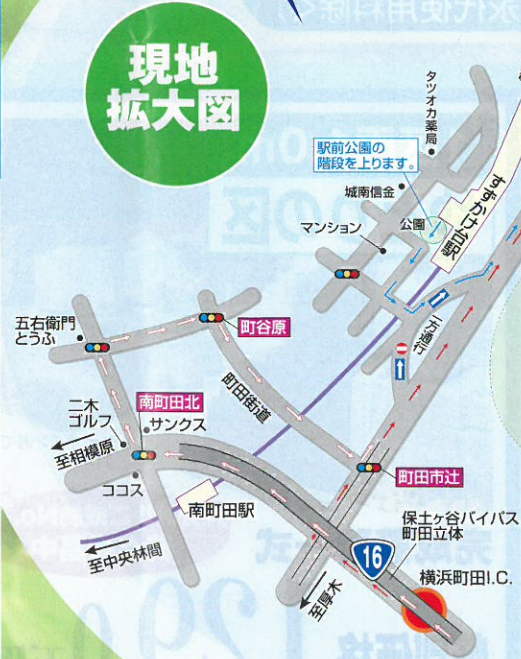 現地
拡大図
タツオカ薬局
駅前公園の
階段を上ります。
城南信金
すずかけ台駅
マンション
公園
一方通行
五右衛門
とうふ
町谷原
町田街道
二木
ゴルフ
南町田北
サンクス
至相模原
ココス
町田市辻
南町田駅
保土ヶ谷バイパス
町田立体
至中央林間
16
横浜町田I.C.
至厚木